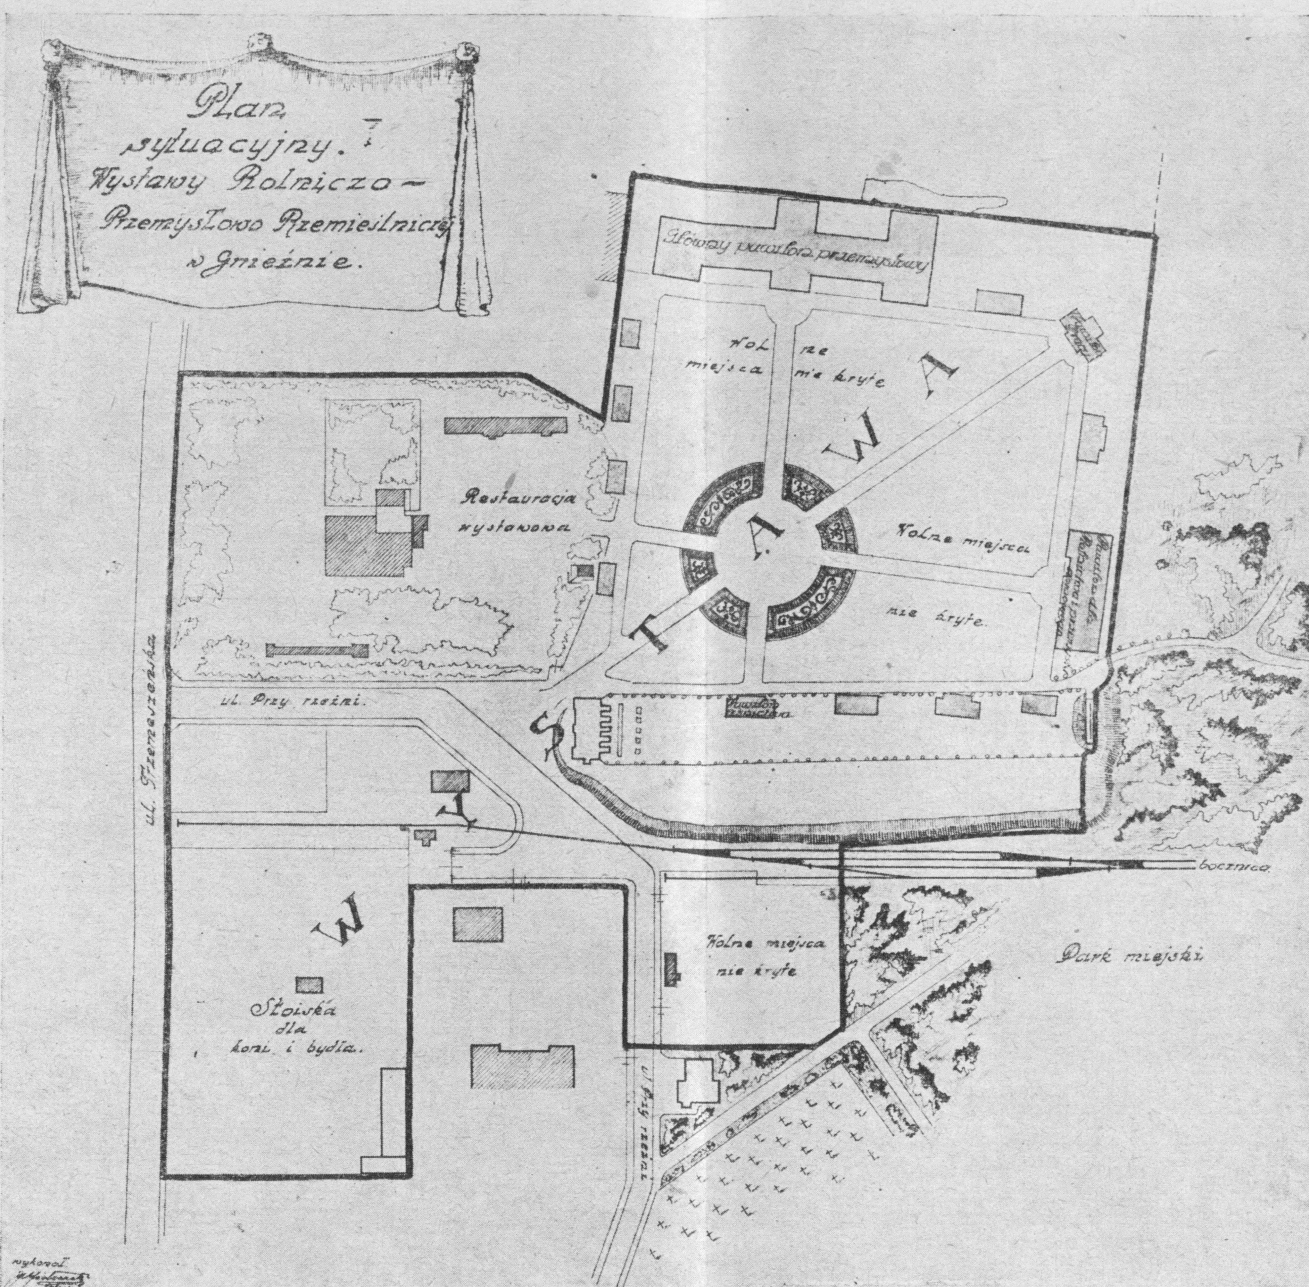 Plan
sytuacyjny.
Wystawy Rolniczo –
Przemysłowo Rzemieślniczej
w Gnieźnie.
Główny pawilon przemysłowy
Wolne
miejsca nie kryte
Restauracja
wystawowa
Wolne miejsca
nie kryte.
WYSTAWA
ul. Trzemeszeńska
ul. Przy rzeźni.
Pawilon
bocznica
Wolne miejsca
nie kryte
Park miejski
Stoiska
dla
koni i bydła.
ul Przy rzeźni
wykonał